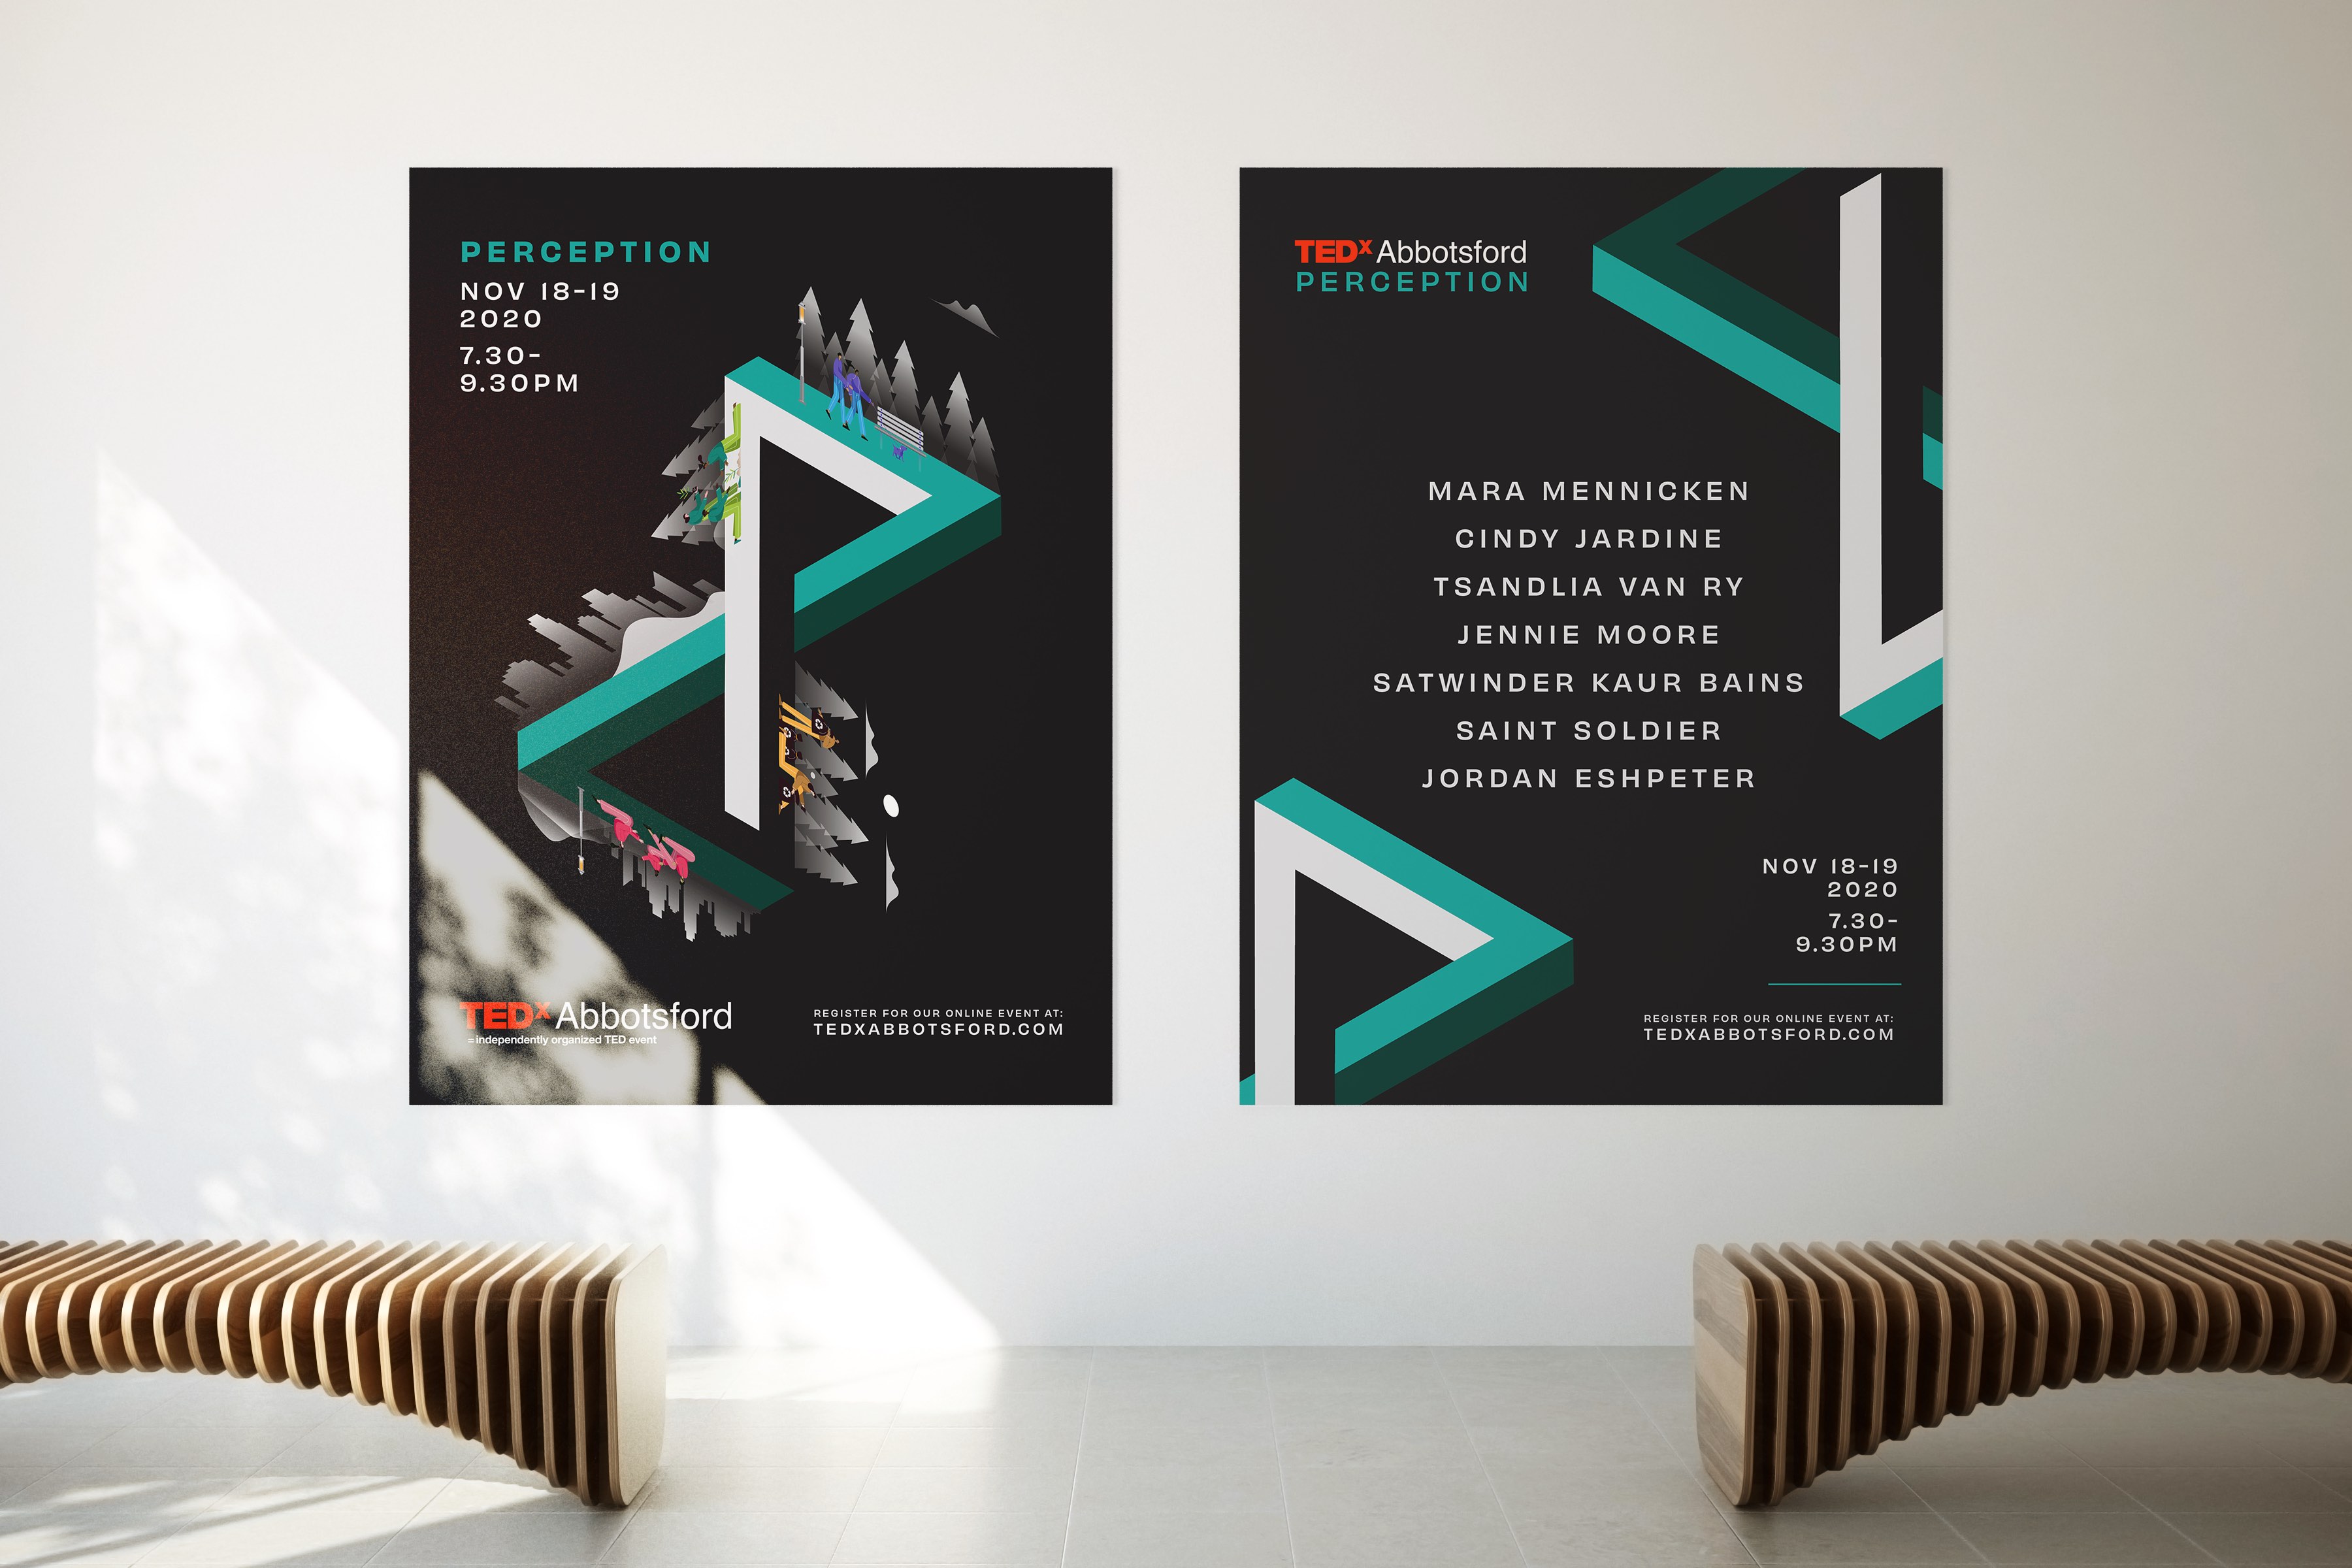 PERCEPTION
NOV 18-19
2020
7.30-
9.30PM
TEDx Abbotsford
= independently organized TED event
REGISTER FOR OUR ONLINE EVENT AT:
TEDXABBOTSFORD.COM
TEDx Abbotsford
PERCEPTION
MARA MENNICKEN
CINDY JARDINE
TSANDLIA VAN RY
JENNIE MOORE
SATWINDER KAUR BAINS
SAINT SOLDIER
JORDAN ESHPETER
NOV 18-19
2020
7.30-
9.30PM
REGISTER FOR OUR ONLINE EVENT AT:
TEDXABBOTSFORD.COM